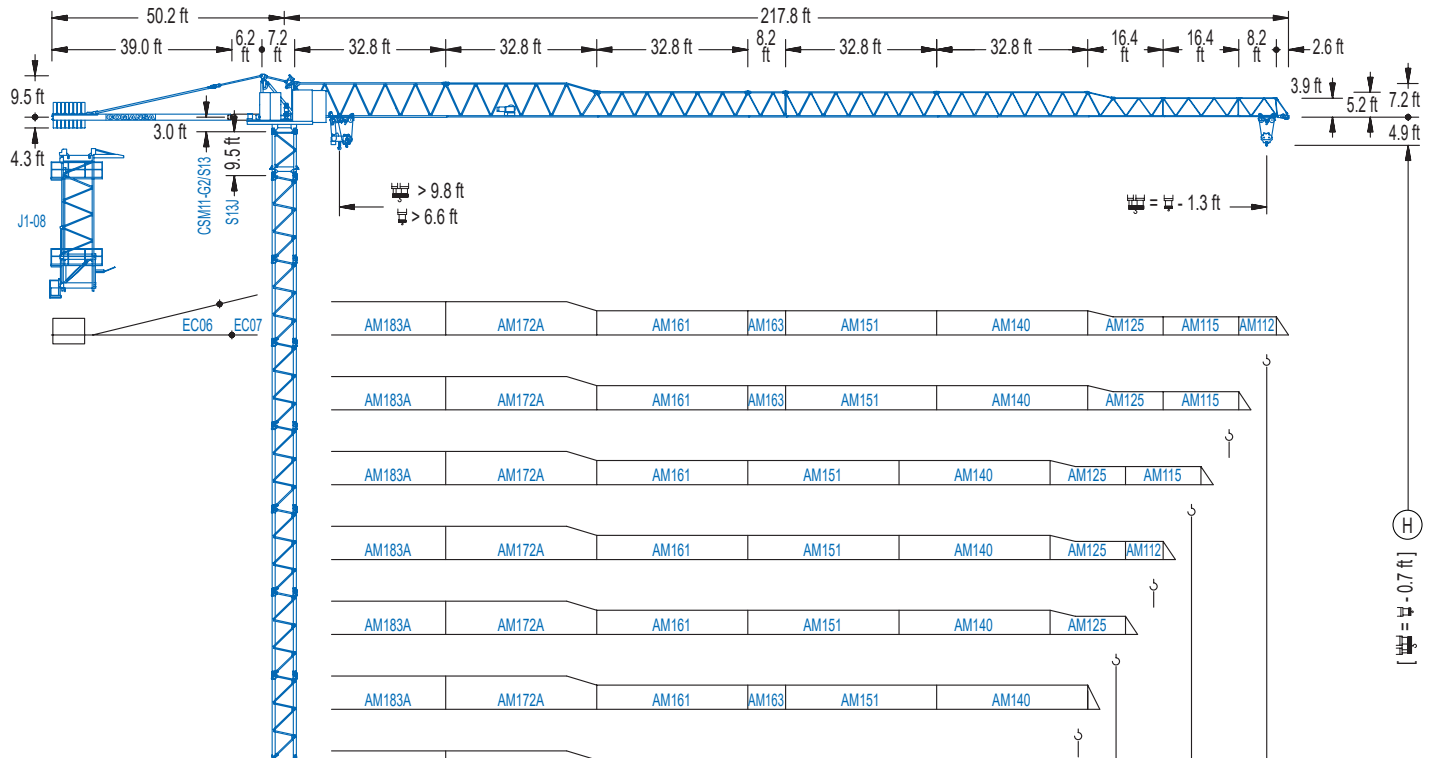 50.2 ft
217.8 ft
39.0 ft
6.2 ft
7.2 ft
32.8 ft
32.8 ft
32.8 ft
8.2 ft
32.8 ft
32.8 ft
16.4 ft
16.4 ft
8.2 ft
2.6 ft
9.5 ft
4.3 ft
3.0 ft
9.5 ft
3.9 ft
5.2 ft
7.2 ft
4.9 ft
CSM11-G2/S13
S13J
J1-08
> 9.8 ft
> 6.6 ft
= - 1.3 ft
EC06 EC07
AM183A AM172A AM161 AM163 AM151 AM140 AM125 AM115 AM112
AM183A AM172A AM161 AM163 AM151 AM140 AM125 AM115
AM183A AM172A AM161 AM151 AM140 AM125 AM115
AM183A AM172A AM161 AM151 AM140 AM125 AM112
AM183A AM172A AM161 AM151 AM140 AM125
AM183A AM172A AM161 AM163 AM151 AM140
H
[ = - 0.7 ft ]